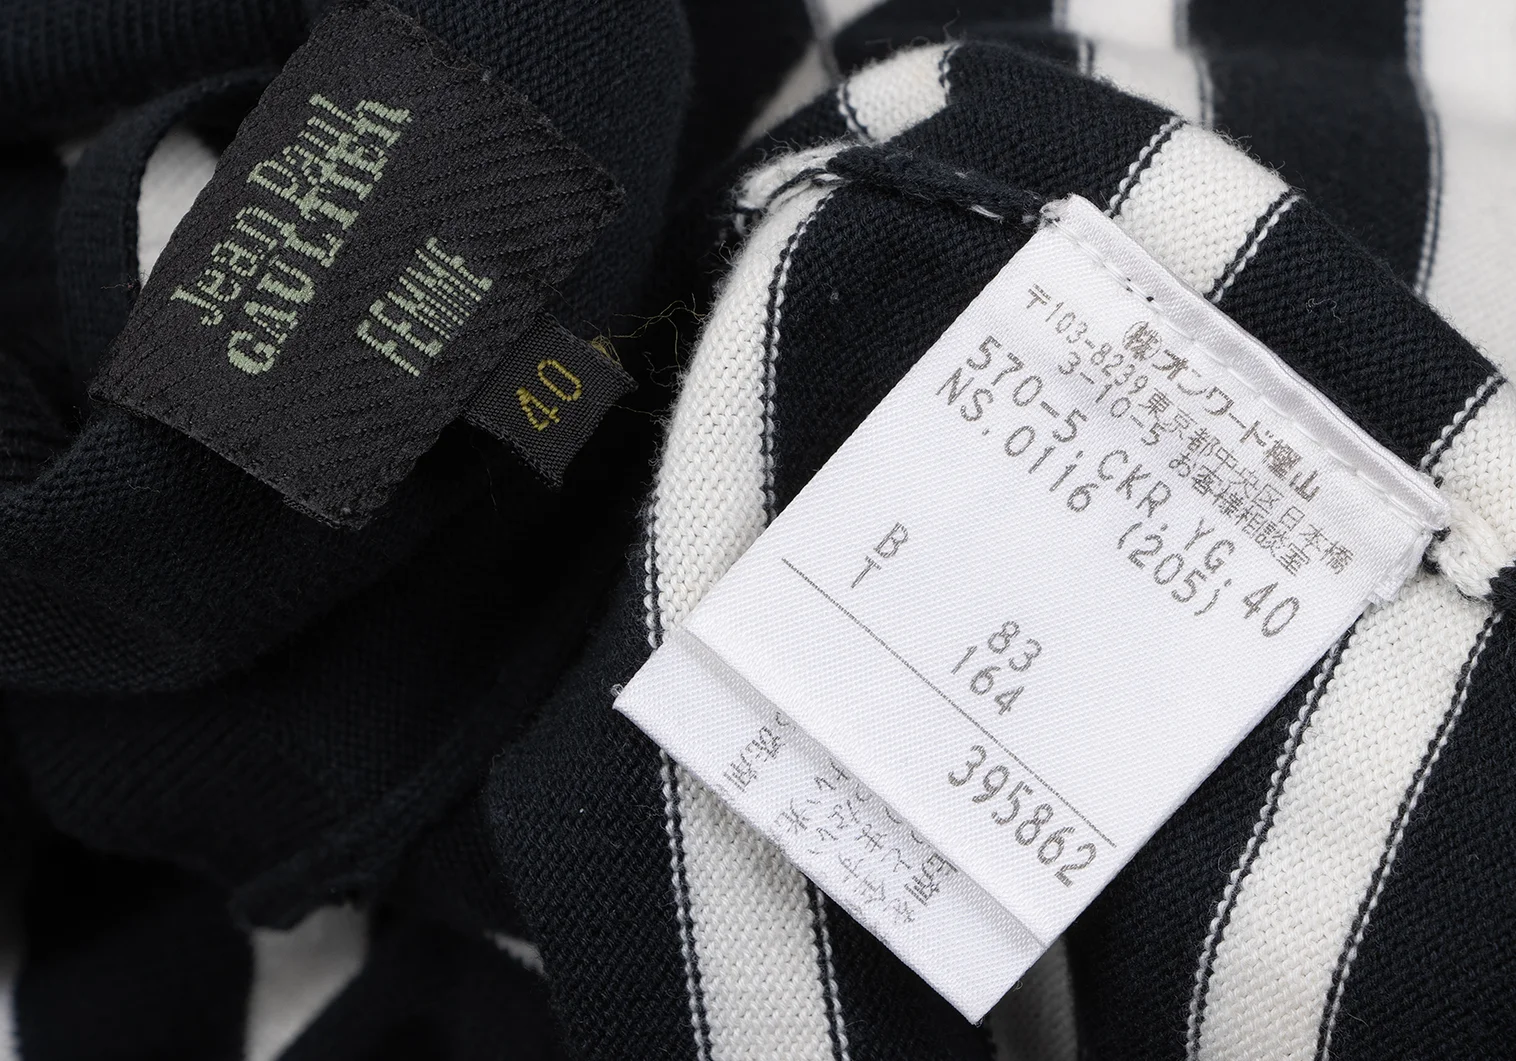 Jean Paul
GAULTIER
FEMME
40
㈱オンワード樫山
〒103-8239東京都中央区日本橋
3-10-5 お客様相談室
570-5.CKR.YG.40
NS.0116 (205;
B 83
T 164
395862